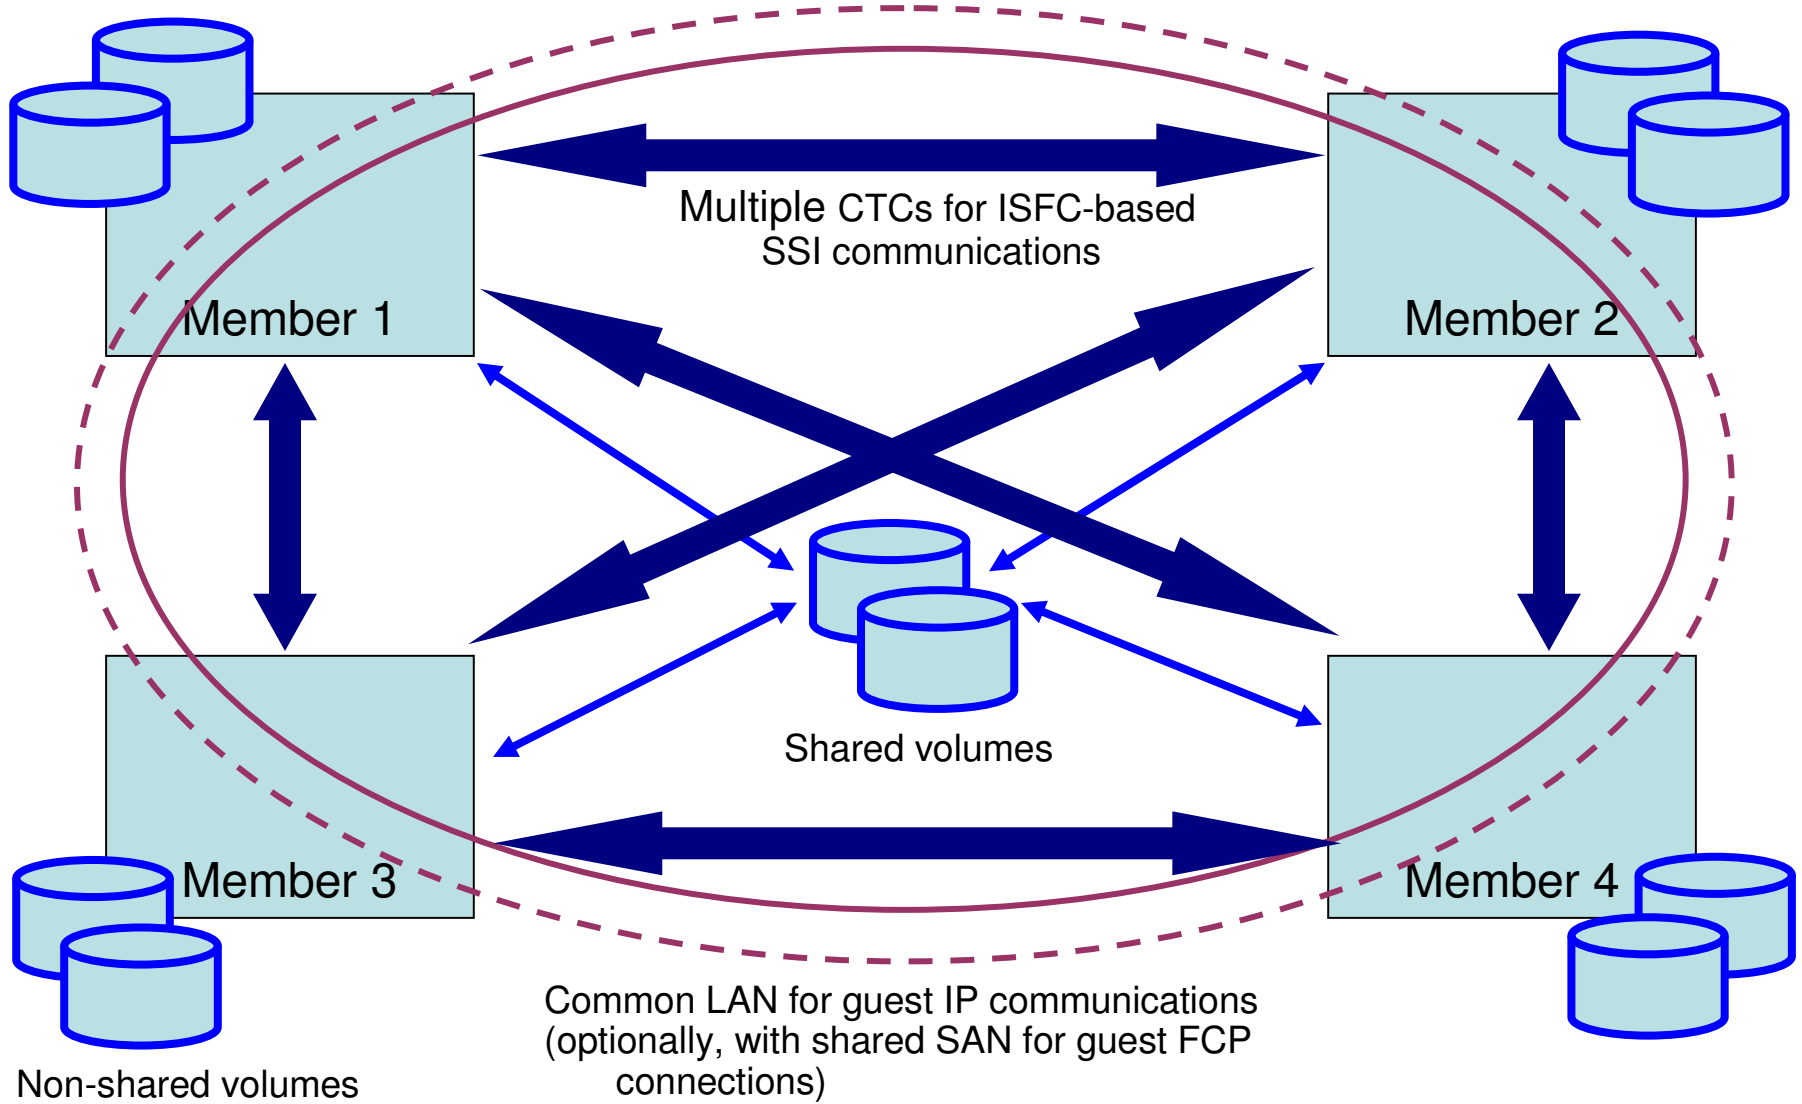 Multiple CTCs for ISFC-based
SSI communications
Member 1
Member 2
Shared volumes
Member 3
Member 4
Common LAN for guest IP communications
(optionally, with shared SAN for guest FCP
connections)
Non-shared volumes